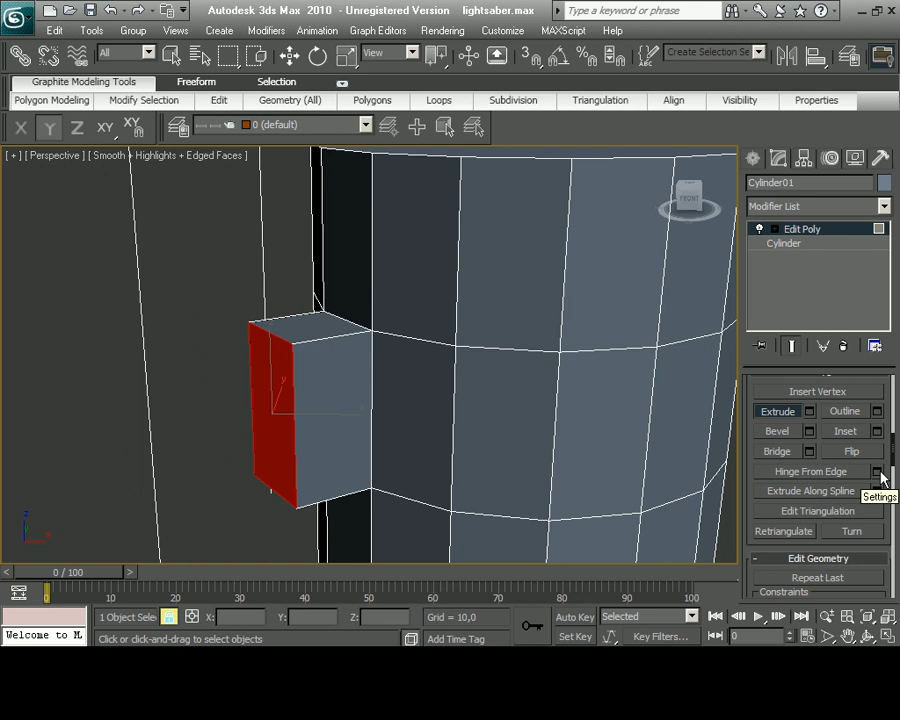 Autodesk 3ds Max 2010 - Unregistered Version lightsaber.max
Type a keyword or phrase
Edit Tools Group Views Create Modifiers Animation Graph Editors Rendering Customize MAXScript Help
All View Create Selection Se
Graphite Modeling Tools Freeform Selection
Polygon Modeling Modify Selection Edit Geometry (All) Polygons Loops Subdivision Triangulation Align Visibility Properties
X Y Z XY XY 0 (default)
[ + ] [ Perspective ] [ Smooth + Highlights + Edged Faces ]
FRONT
Cylinder01
Modifier List
Edit Poly
Cylinder
Insert Vertex
Extrude Outline
Bevel Inset
Bridge Flip
Hinge From Edge
Extrude Along Spline
Settings
Edit Triangulation
Retriangulate Turn
- Edit Geometry
Repeat Last
Constraints
y
z
x
< 0 / 100 >
0 10 20 30 40 50 60 70 80 90 100
1 Object Sele X: Y: Z: Grid = 10,0 Auto Key Selected
Welcome to M Click or click-and-drag to select objects Add Time Tag Set Key Key Filters... 0